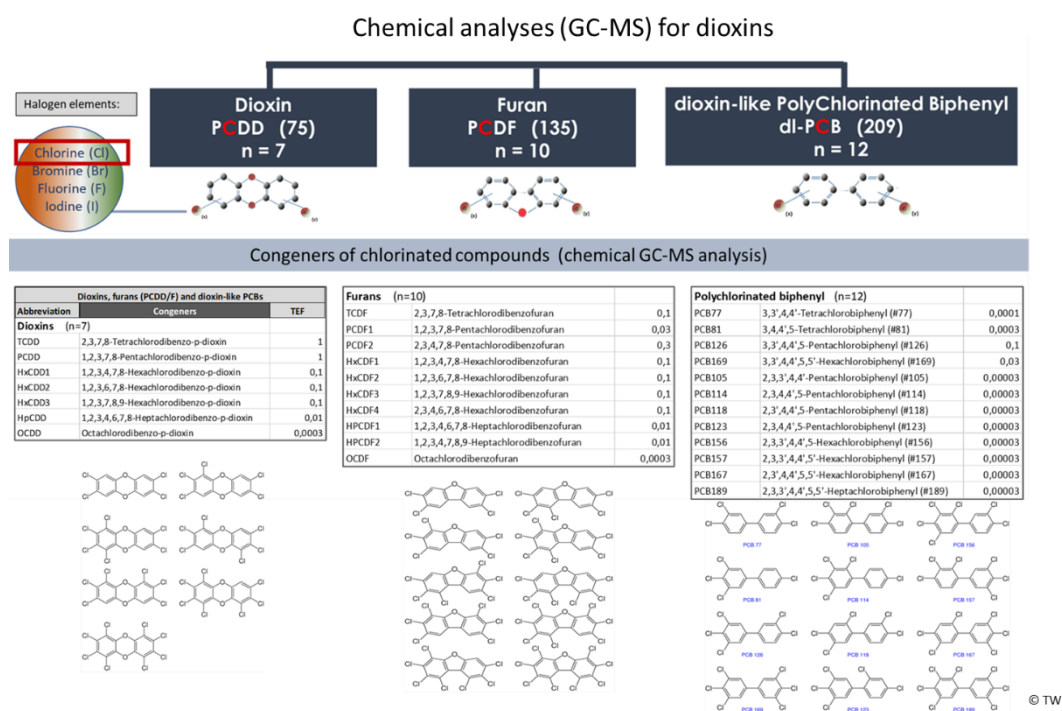 Chemical analyses (GC-MS) for dioxins
Halogen elements:
Chlorine (Cl)
Bromine (Br)
Fluorine (F)
Iodine (I)
Dioxin
PCDD (75)
n = 7
Furan
PCDF (135)
n = 10
dioxin-like PolyChlorinated Biphenyl
dl-PCB (209)
n = 12
(x) (y)
Congeners of chlorinated compounds (chemical GC-MS analysis)
Dioxins, furans (PCDD/F) and dioxin-like PCBs
Abbreviation Congeners TEF
Dioxins (n=7)
TCDD 2,3,7,8-Tetrachlorodibenzo-p-dioxin 1
PCDD 1,2,3,7,8-Pentachlorodibenzo-p-dioxin 1
HxCDD1 1,2,3,4,7,8-Hexachlorodibenzo-p-dioxin 0,1
HxCDD2 1,2,3,6,7,8-Hexachlorodibenzo-p-dioxin 0,1
HxCDD3 1,2,3,7,8,9-Hexachlorodibenzo-p-dioxin 0,1
HpCDD 1,2,3,4,6,7,8-Heptachlorodibenzo-p-dioxin 0,01
OCDD Octachlorodibenzo-p-dioxin 0,0003
Furans (n=10)
TCDF 2,3,7,8-Tetrachlorodibenzofuran 0,1
PCDF1 1,2,3,7,8-Pentachlorodibenzofuran 0,03
PCDF2 2,3,4,7,8-Pentachlorodibenzofuran 0,3
HxCDF1 1,2,3,4,7,8-Hexachlorodibenzofuran 0,1
HxCDF2 1,2,3,6,7,8-Hexachlorodibenzofuran 0,1
HxCDF3 1,2,3,7,8,9-Hexachlorodibenzofuran 0,1
HxCDF4 2,3,4,6,7,8-Hexachlorodibenzofuran 0,1
HPCDF1 1,2,3,4,6,7,8-Heptachlorodibenzofuran 0,01
HPCDF2 1,2,3,4,7,8,9-Heptachlorodibenzofuran 0,01
OCDF Octachlorodibenzofuran 0,0003
Polychlorinated biphenyl (n=12)
PCB77 3,3',4,4'-Tetrachlorobiphenyl (#77) 0,0001
PCB81 3,4,4',5-Tetrachlorobiphenyl (#81) 0,0003
PCB126 3,3',4,4',5-Pentachlorobiphenyl (#126) 0,1
PCB169 3,3',4,4',5,5'-Hexachlorobiphenyl (#169) 0,03
PCB105 2,3,3',4,4'-Pentachlorobiphenyl (#105) 0,00003
PCB114 2,3,4,4',5-Pentachlorobiphenyl (#114) 0,00003
PCB118 2,3',4,4',5-Pentachlorobiphenyl (#118) 0,00003
PCB123 2,3,4,4',5-Pentachlorobiphenyl (#123) 0,00003
PCB156 2,3,3',4,4',5-Hexachlorobiphenyl (#156) 0,00003
PCB157 2,3,3',4,4',5'-Hexachlorobiphenyl (#157) 0,00003
PCB167 2,3',4,4',5,5'-Hexachlorobiphenyl (#167) 0,00003
PCB189 2,3,3',4,4',5,5'-Heptachlorobiphenyl (#189) 0,00003
PCB 77 PCB 105 PCB 156
PCB 81 PCB 114 PCB 157
PCB 126 PCB 118 PCB 167
PCB 169 PCB 123 PCB 189
© TW